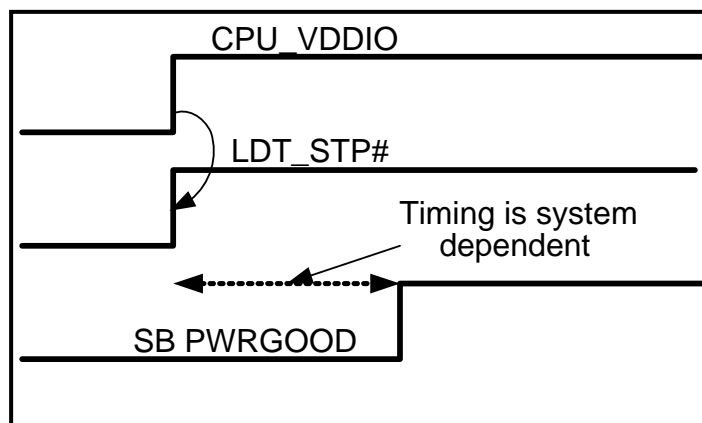 CPU_VDDIO
LDT_STP#
Timing is system
dependent
SB PWRGOOD